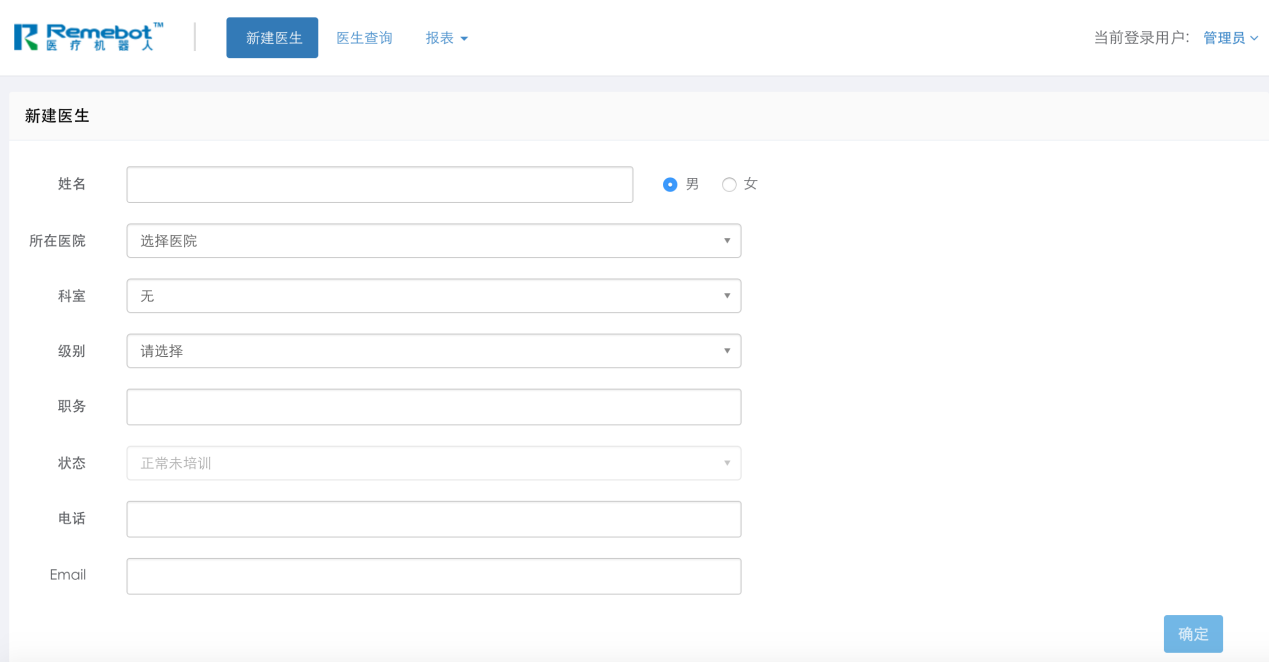 Remebot™
医疗机器人
新建医生 医生查询 报表
当前登录用户: 管理员
新建医生
姓名 男 女
所在医院 选择医院
科室 无
级别 请选择
职务
状态 正常未培训
电话
Email
确定